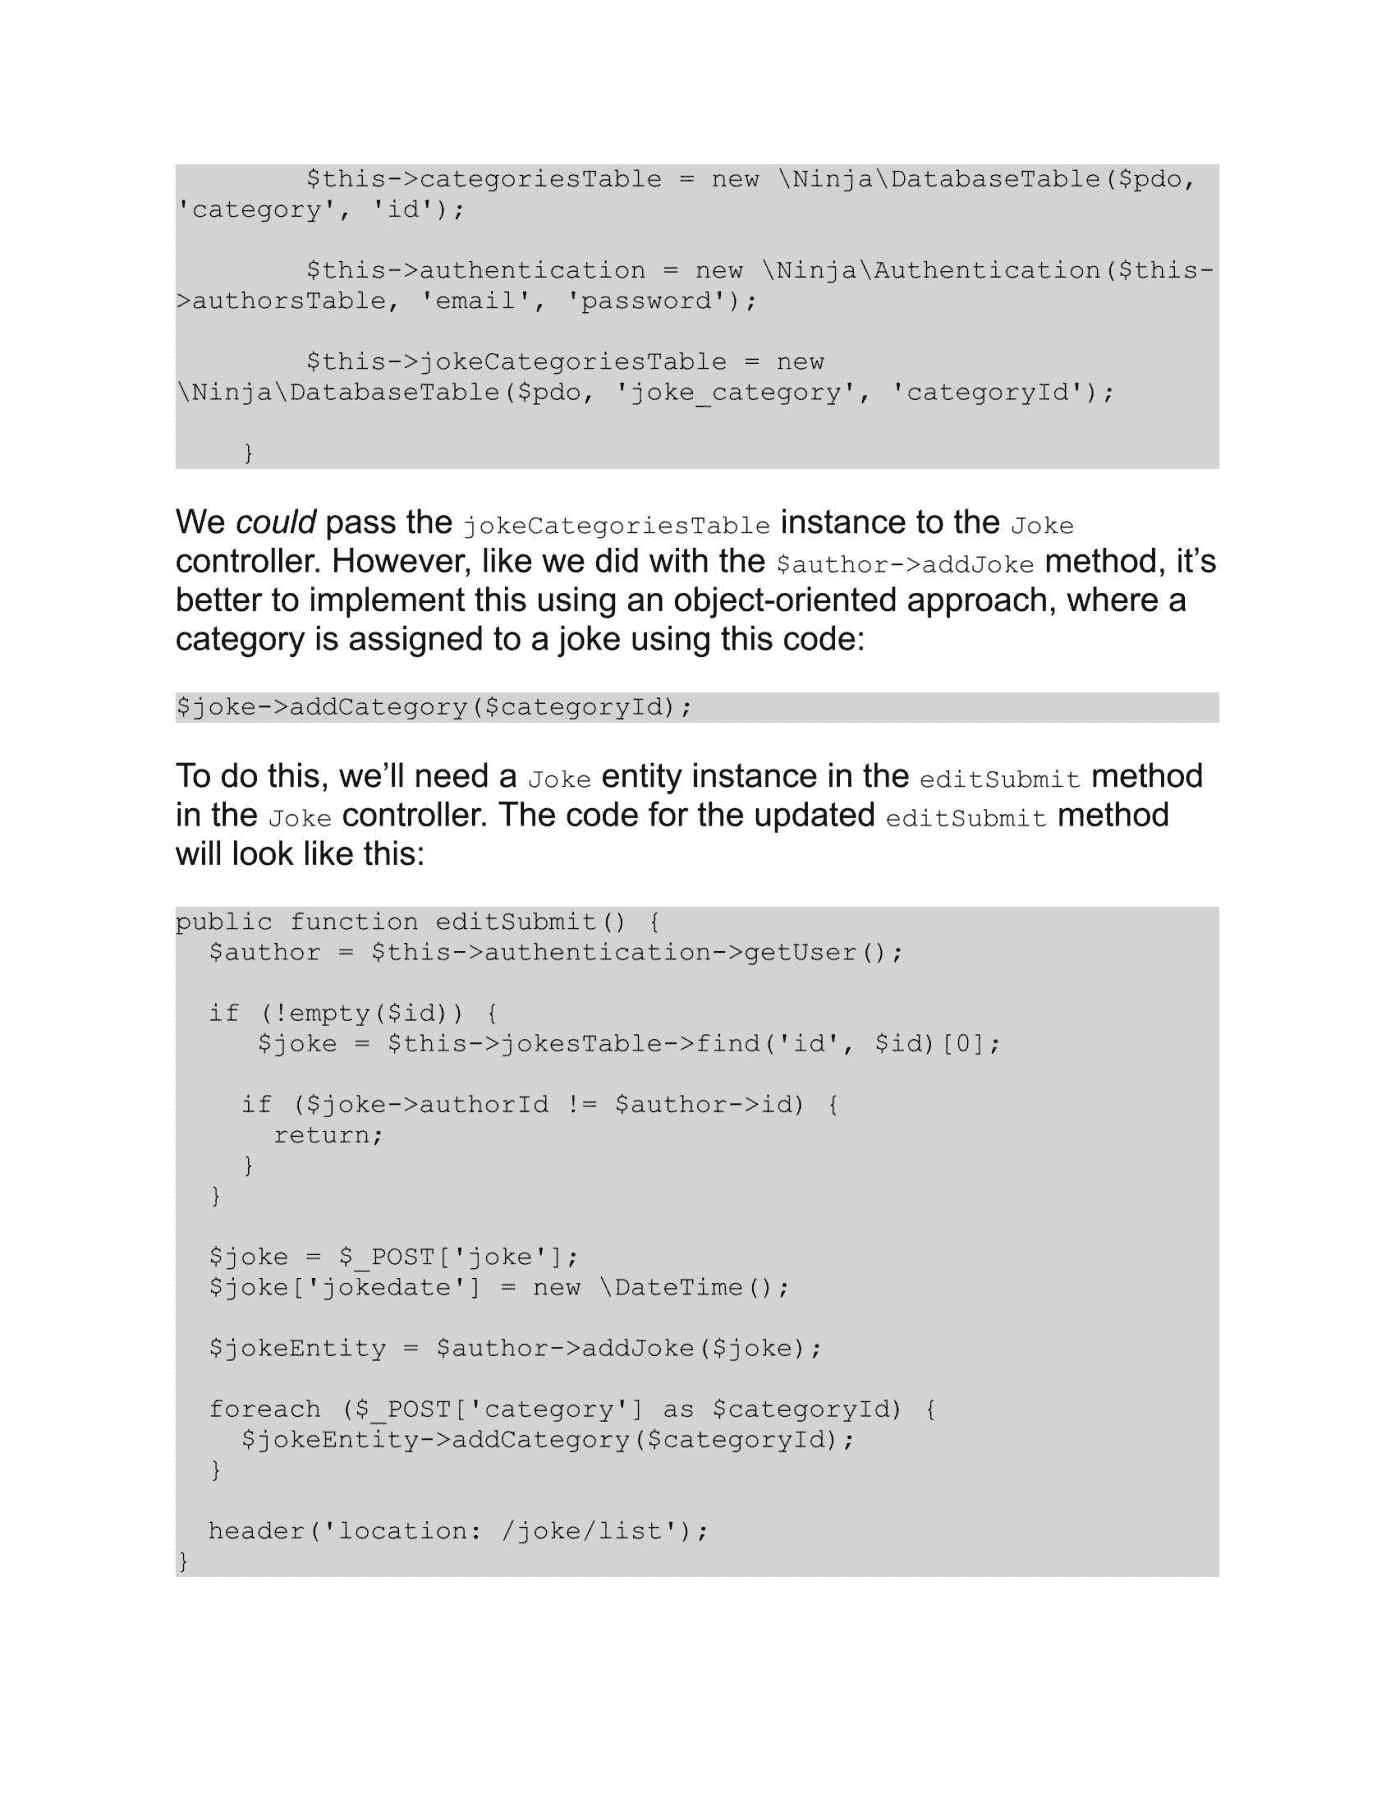 $this->categoriesTable = new \Ninja\DatabaseTable($pdo,
'category', 'id');
        $this->authentication = new \Ninja\Authentication($this-
>authorsTable, 'email', 'password');
        $this->jokeCategoriesTable = new
\Ninja\DatabaseTable($pdo, 'joke_category', 'categoryId');
    }
We could pass the jokeCategoriesTable instance to the Joke
controller. However, like we did with the $author->addJoke method, it’s
better to implement this using an object-oriented approach, where a
category is assigned to a joke using this code:
$joke->addCategory($categoryId);
To do this, we’ll need a Joke entity instance in the editSubmit method
in the Joke controller. The code for the updated editSubmit method
will look like this:
public function editSubmit() {
  $author = $this->authentication->getUser();
  if (!empty($id)) {
     $joke = $this->jokesTable->find('id', $id)[0];
    if ($joke->authorId != $author->id) {
      return;
    }
  }
  $joke = $_POST['joke'];
  $joke['jokedate'] = new \DateTime();
  $jokeEntity = $author->addJoke($joke);
  foreach ($_POST['category'] as $categoryId) {
    $jokeEntity->addCategory($categoryId);
  }
  header('location: /joke/list');
}